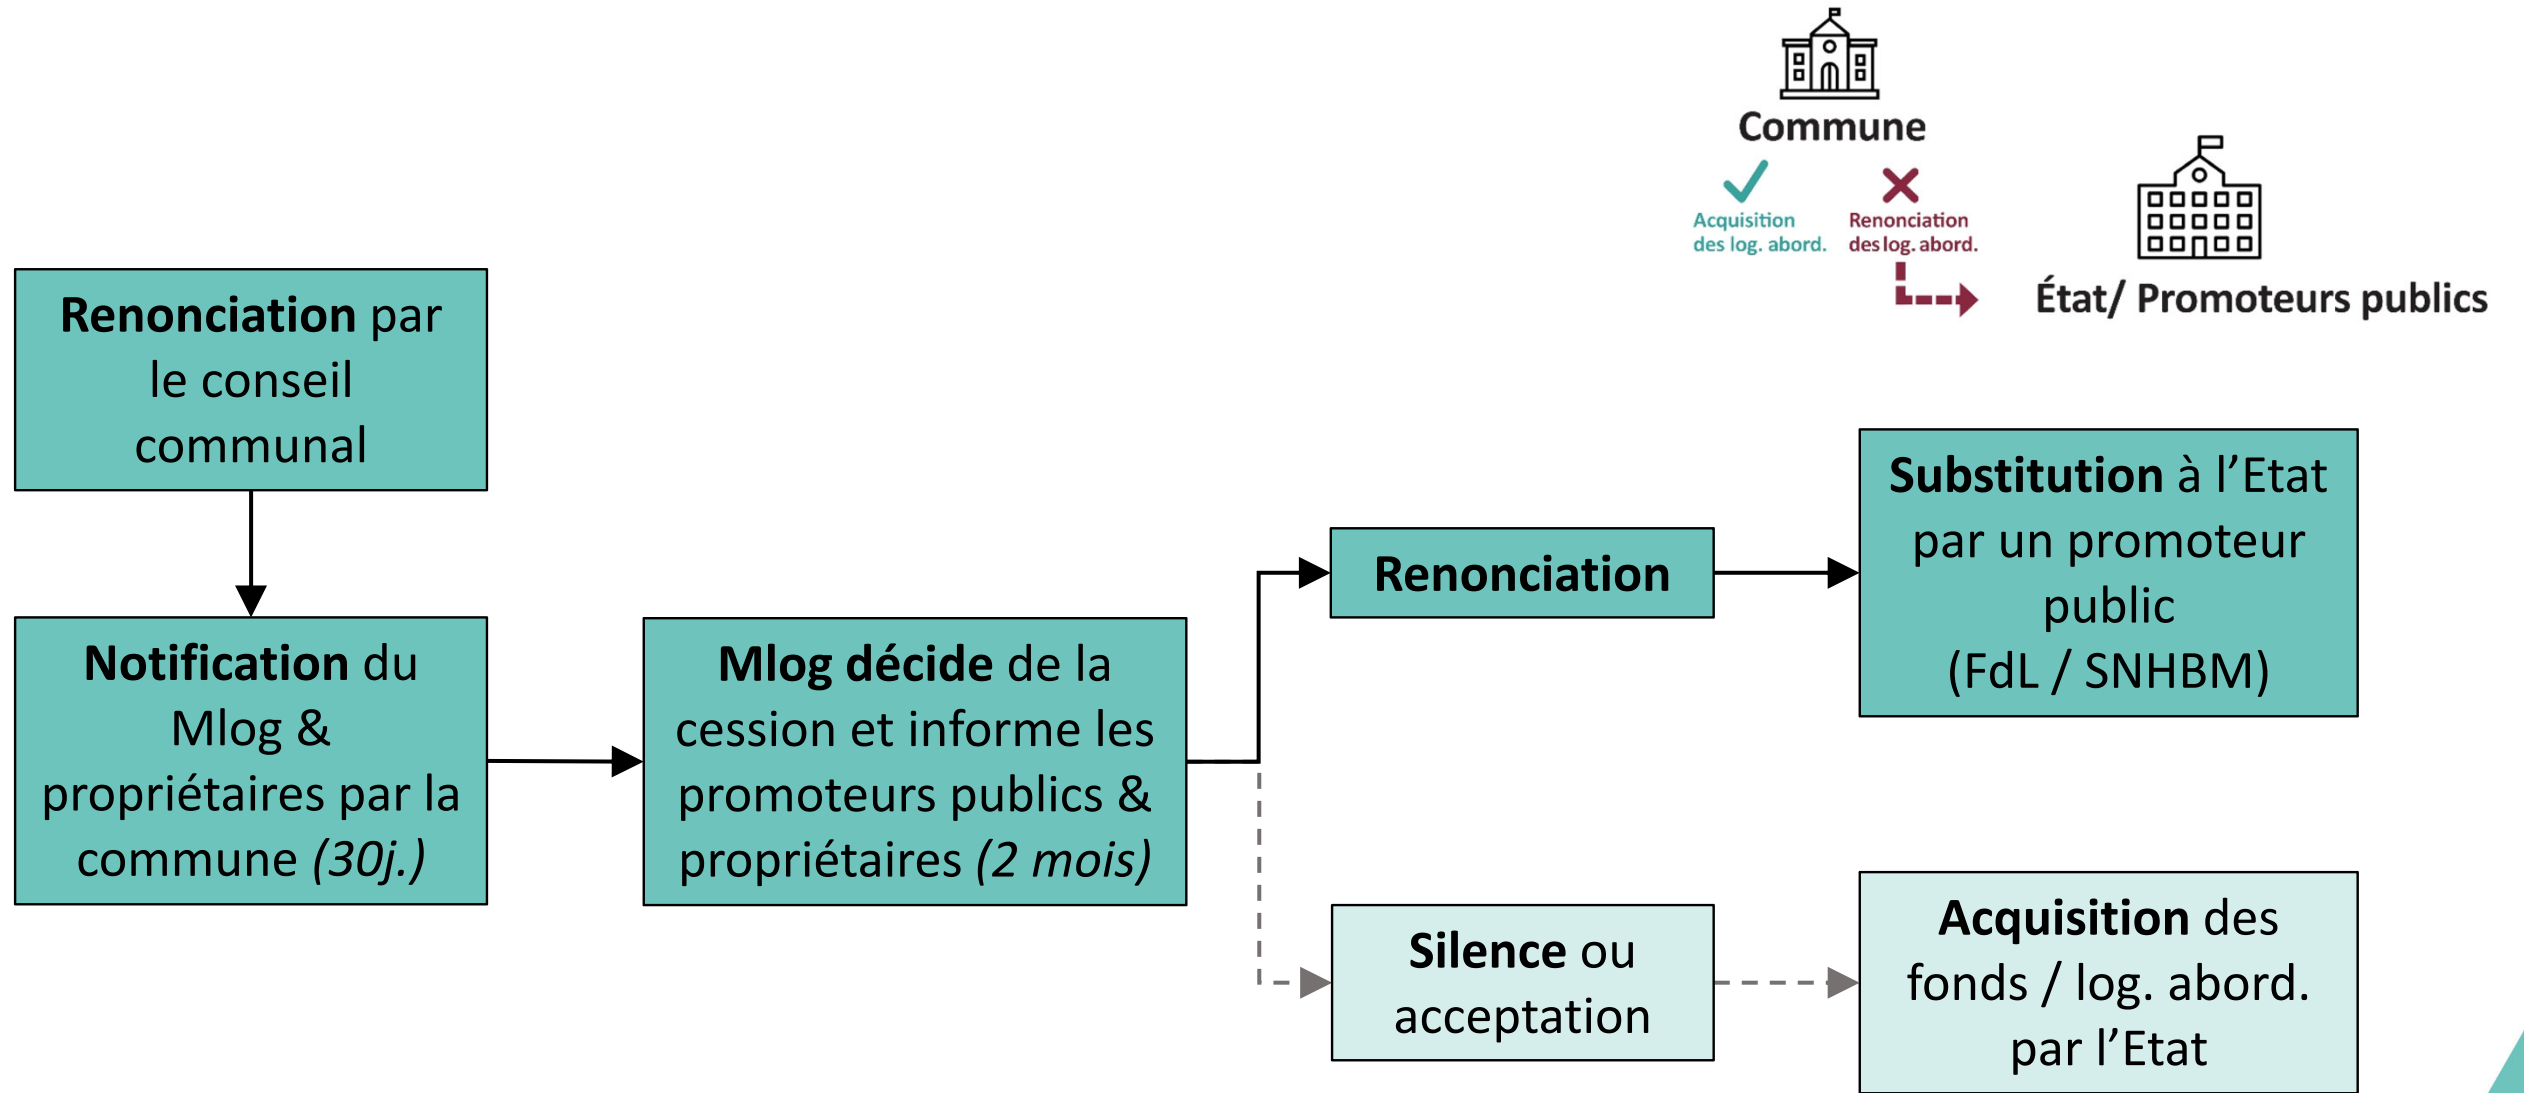 Commune
Acquisition
des log. abord.
Renonciation
des log. abord.
État/ Promoteurs publics
Renonciation par
le conseil
communal
Notification du
Mlog &
propriétaires par la
commune (30j.)
Mlog décide de la
cession et informe les
promoteurs publics &
propriétaires (2 mois)
Renonciation
Substitution à l’Etat
par un promoteur
public
(FdL / SNHBM)
Silence ou
acceptation
Acquisition des
fonds / log. abord.
par l’Etat